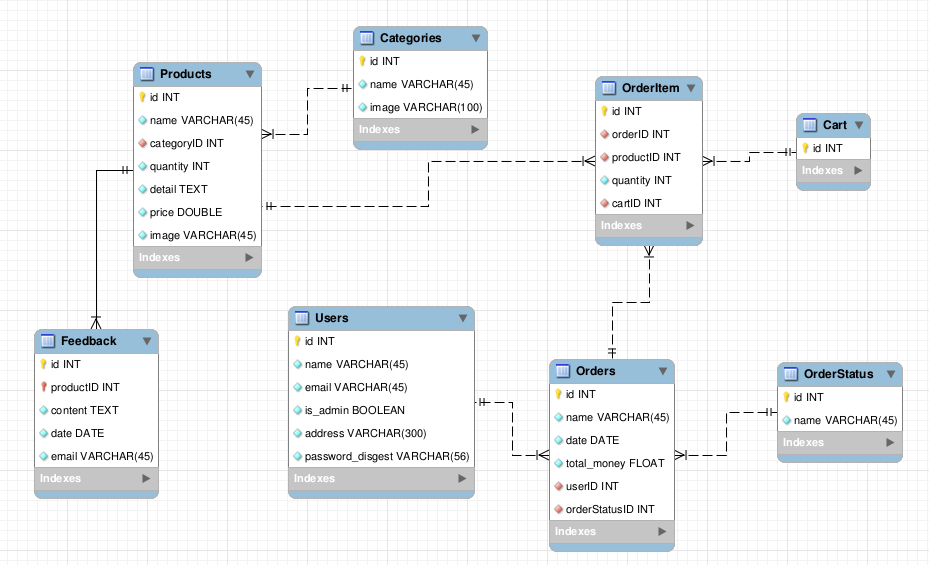 Categories
id INT
name VARCHAR(45)
image VARCHAR(100)
Indexes
Products
id INT
name VARCHAR(45)
categoryID INT
quantity INT
detail TEXT
price DOUBLE
image VARCHAR(45)
Indexes
OrderItem
id INT
orderID INT
productID INT
quantity INT
cartID INT
Indexes
Cart
id INT
Indexes
Feedback
id INT
productID INT
content TEXT
date DATE
email VARCHAR(45)
Indexes
Users
id INT
name VARCHAR(45)
email VARCHAR(45)
is_admin BOOLEAN
address VARCHAR(300)
password_disgest VARCHAR(56)
Indexes
Orders
id INT
name VARCHAR(45)
date DATE
total_money FLOAT
userID INT
orderStatusID INT
Indexes
OrderStatus
id INT
name VARCHAR(45)
Indexes